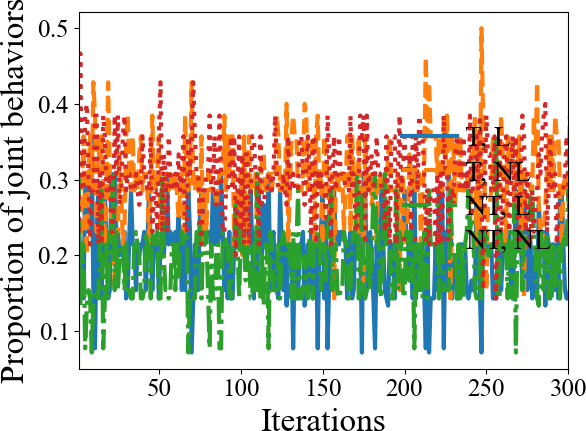 Proportion of joint behaviors
0.5
0.4
0.3
0.2
0.1
T, L
T, NL
NT, L
NT, NL
50
100
150
200
250
300
Iterations